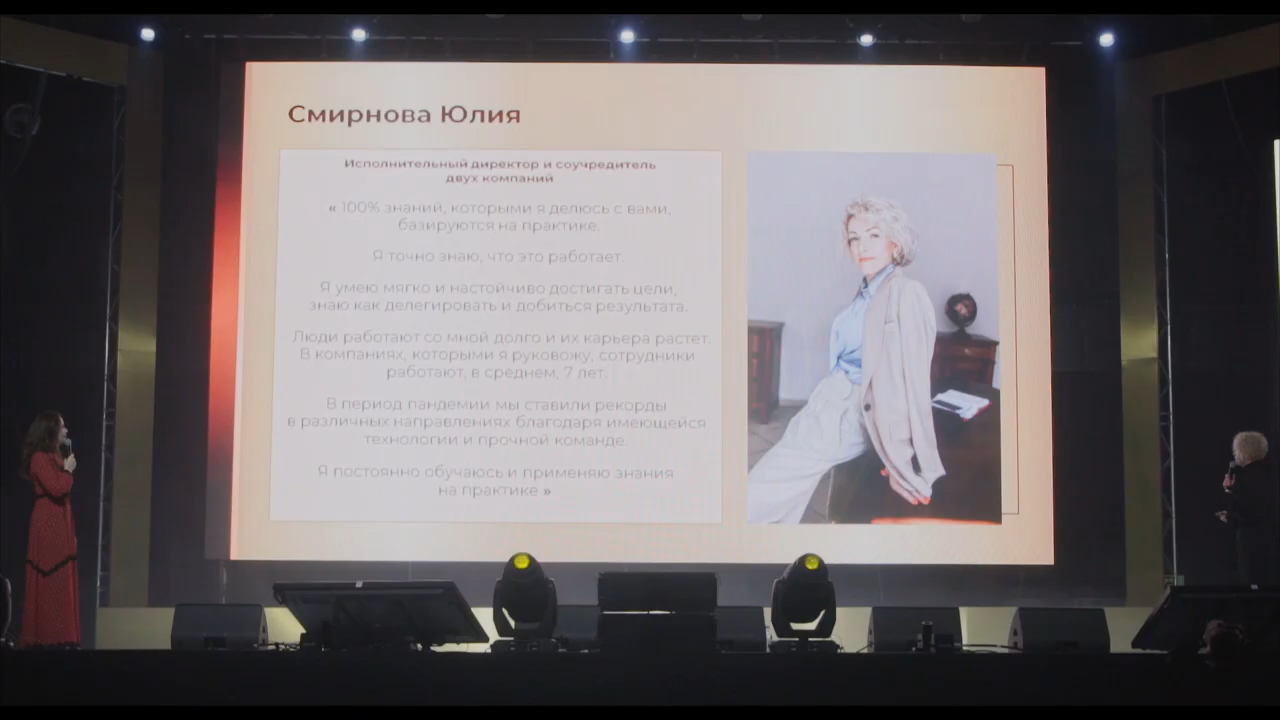 Смирнова Юлия
Исполнительный директор и соучредитель
двух компаний
« 100% знаний, которыми я делюсь с вами,
базируются на практике.
Я точно знаю, что это работает.
Я умею мягко и настойчиво достигать цели,
знаю как делегировать и добиться результата.
Люди работают со мной долго и их карьера растет.
В компаниях, которыми я руковожу, сотрудники
работают, в среднем, 7 лет.
В период пандемии мы ставили рекорды
в различных направлениях благодаря имеющейся
технологии и прочной команде.
Я постоянно обучаюсь и применяю знания
на практике »